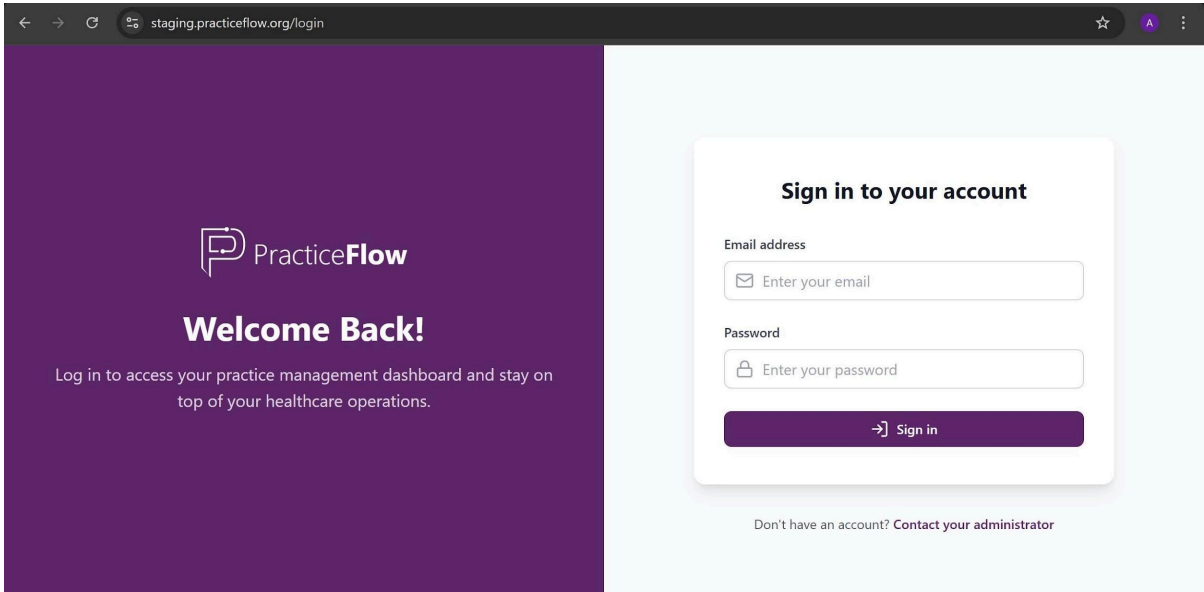 staging.practiceflow.org/login
A
PracticeFlow
Welcome Back!
Log in to access your practice management dashboard and stay on
top of your healthcare operations.
Sign in to your account
Email address
Enter your email
Password
Enter your password
Sign in
Don't have an account? Contact your administrator